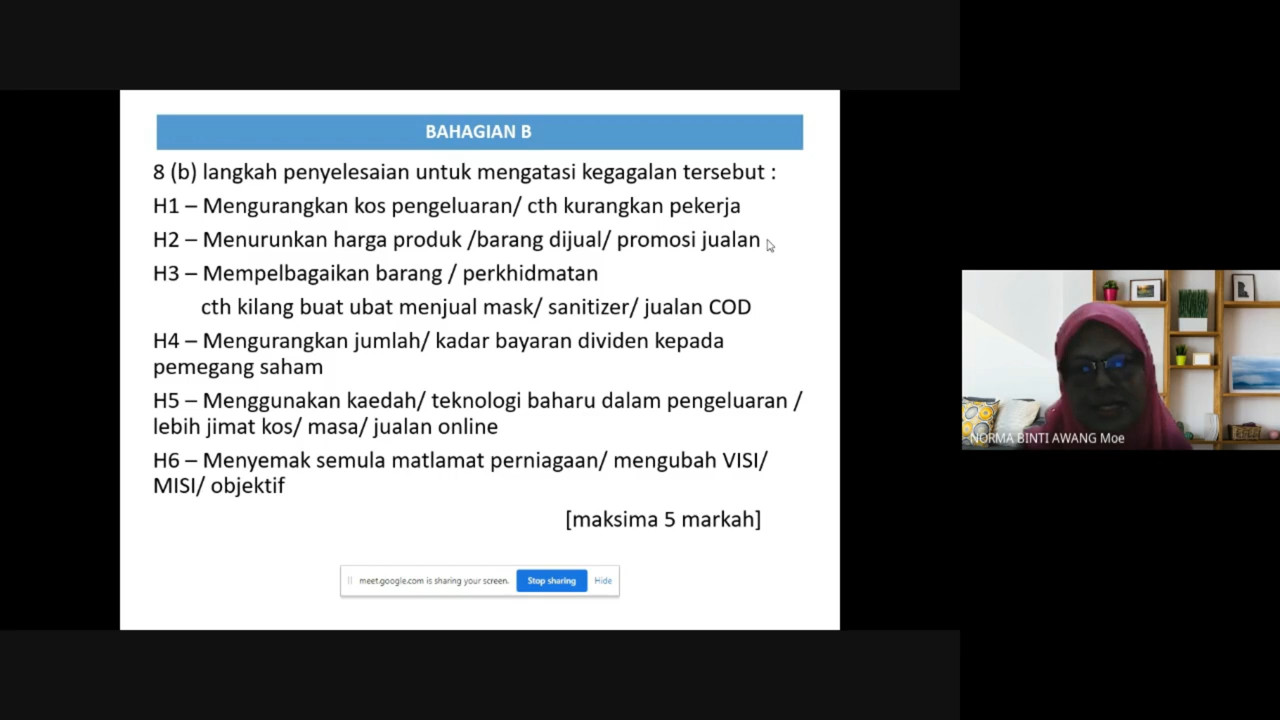 BAHAGIAN B
8 (b) langkah penyelesaian untuk mengatasi kegagalan tersebut :
H1 – Mengurangkan kos pengeluaran/ cth kurangkan pekerja
H2 – Menurunkan harga produk /barang dijual/ promosi jualan
H3 – Mempelbagaikan barang / perkhidmatan
cth kilang buat ubat menjual mask/ sanitizer/ jualan COD
H4 – Mengurangkan jumlah/ kadar bayaran dividen kepada
pemegang saham
H5 – Menggunakan kaedah/ teknologi baharu dalam pengeluaran /
lebih jimat kos/ masa/ jualan online
H6 – Menyemak semula matlamat perniagaan/ mengubah VISI/
MISI/ objektif
[maksima 5 markah]
meet.google.com is sharing your screen. Stop sharing Hide
NORMA BINTI AWANG Moe